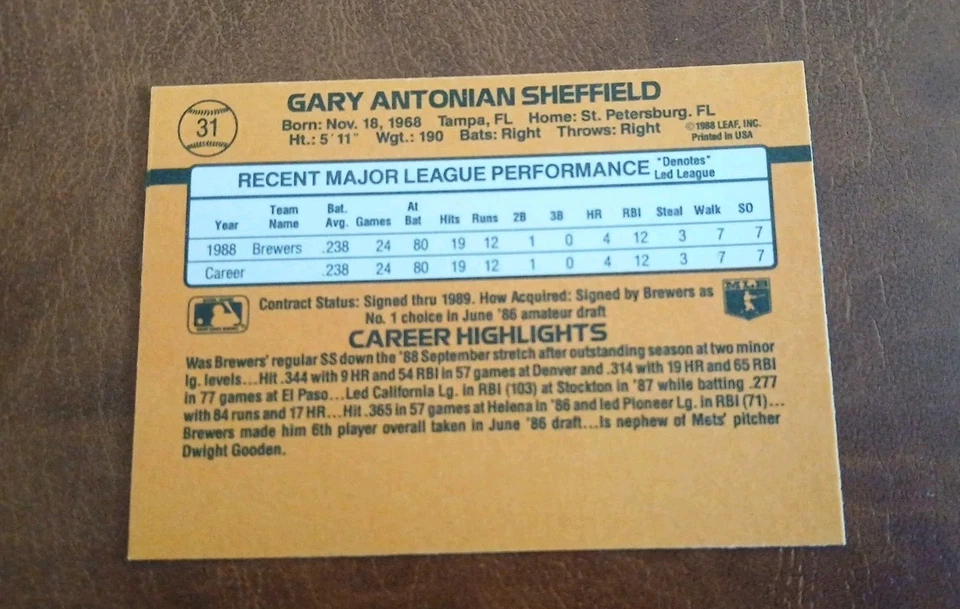 31
GARY ANTONIAN SHEFFIELD
Born: Nov. 18, 1968 Tampa, FL Home: St. Petersburg, FL
Ht.: 5'11" Wgt.: 190 Bats: Right Throws: Right
©1988 LEAF, INC.
Printed in USA
RECENT MAJOR LEAGUE PERFORMANCE
"Denotes"
Led League
Year Team Name Bat. Avg. Games At Bat Hits Runs 2B 3B HR RBI Steal Walk SO
1988 Brewers .238 24 80 19 12 1 0 4 12 3 7 7
Career .238 24 80 19 12 1 0 4 12 3 7 7
Contract Status: Signed thru 1989. How Acquired: Signed by Brewers as
No. 1 choice in June '86 amateur draft
MLB
CAREER HIGHLIGHTS
Was Brewers' regular SS down the '88 September stretch after outstanding season at two minor
lg. levels...Hit .344 with 9 HR and 54 RBI in 57 games at Denver and .314 with 19 HR and 65 RBI
in 77 games at El Paso...Led California Lg. in RBI (103) at Stockton in '87 while batting .277
with 84 runs and 17 HR...Hit .365 in 57 games at Helena in '86 and led Pioneer Lg. in RBI (71)...
Brewers made him 6th player overall taken in June '86 draft...Is nephew of Mets' pitcher
Dwight Gooden.